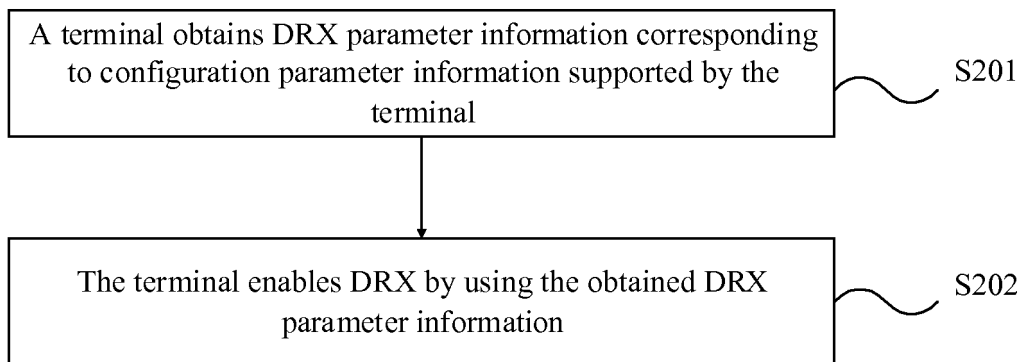 A terminal obtains DRX parameter information corresponding
to configuration parameter information supported by the
terminal
S201
The terminal enables DRX by using the obtained DRX
parameter information
S202